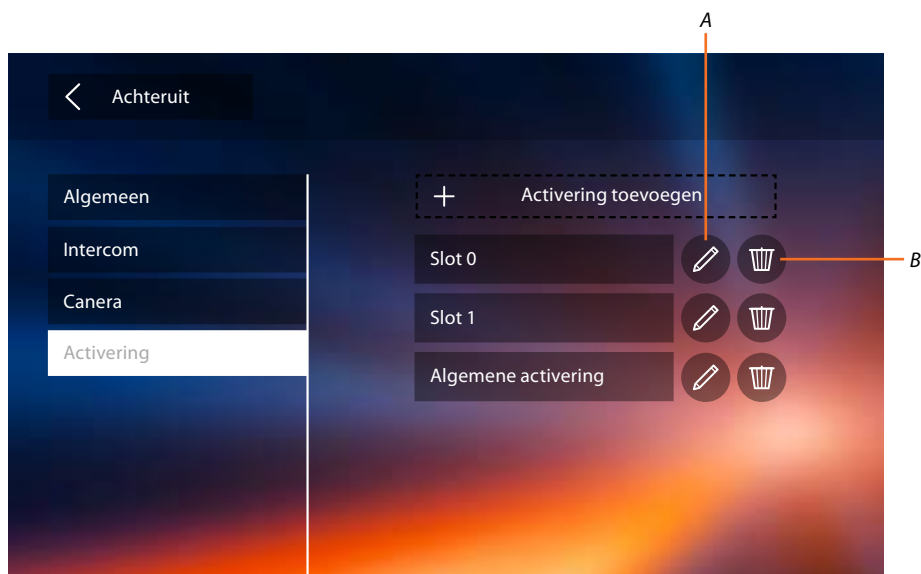 A
Achteruit
Algemeen
Intercom
Canera
Activering
+ Activering toevoegen
Slot 0
B
Slot 1
Algemene activering